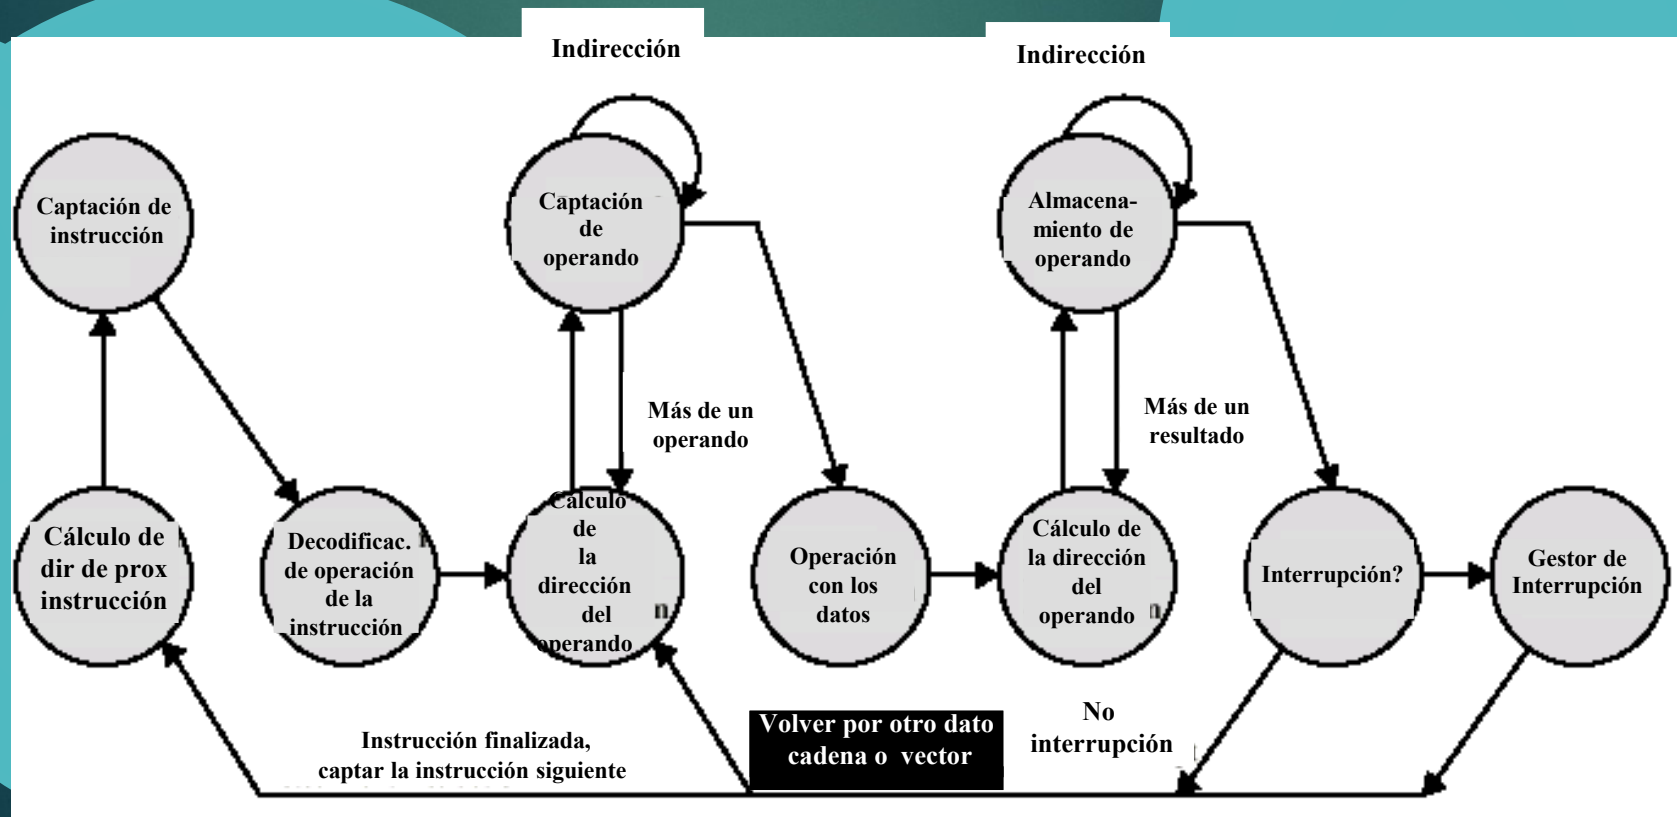 Indirección
Indirección
Captación de
instrucción
Captación
de
operando
Almacena-
miento de
operando
Más de un
operando
Más de un
resultado
Cálculo de
dir de prox
instrucción
Decodificac.
de operación
de la
instrucción
Cálculo
de
la
dirección
del
operando
Operación
con los
datos
Cálculo de
la dirección
del
operando
Interrupción?
Gestor de
Interrupción
Instrucción finalizada,
captar la instrucción siguiente
Volver por otro dato
cadena o vector
No
interrupción